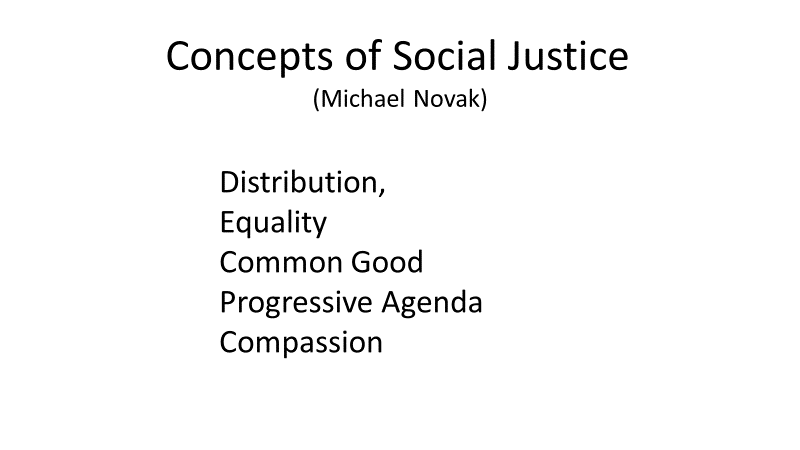 Concepts of Social Justice
(Michael Novak)
Distribution,
Equality
Common Good
Progressive Agenda
Compassion